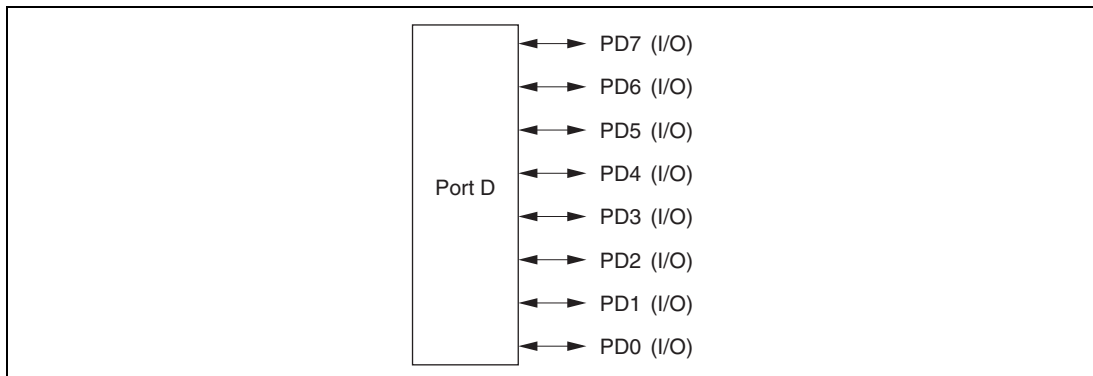 PD7 (I/O)
PD6 (I/O)
PD5 (I/O)
PD4 (I/O)
Port D
PD3 (I/O)
PD2 (I/O)
PD1 (I/O)
PD0 (I/O)